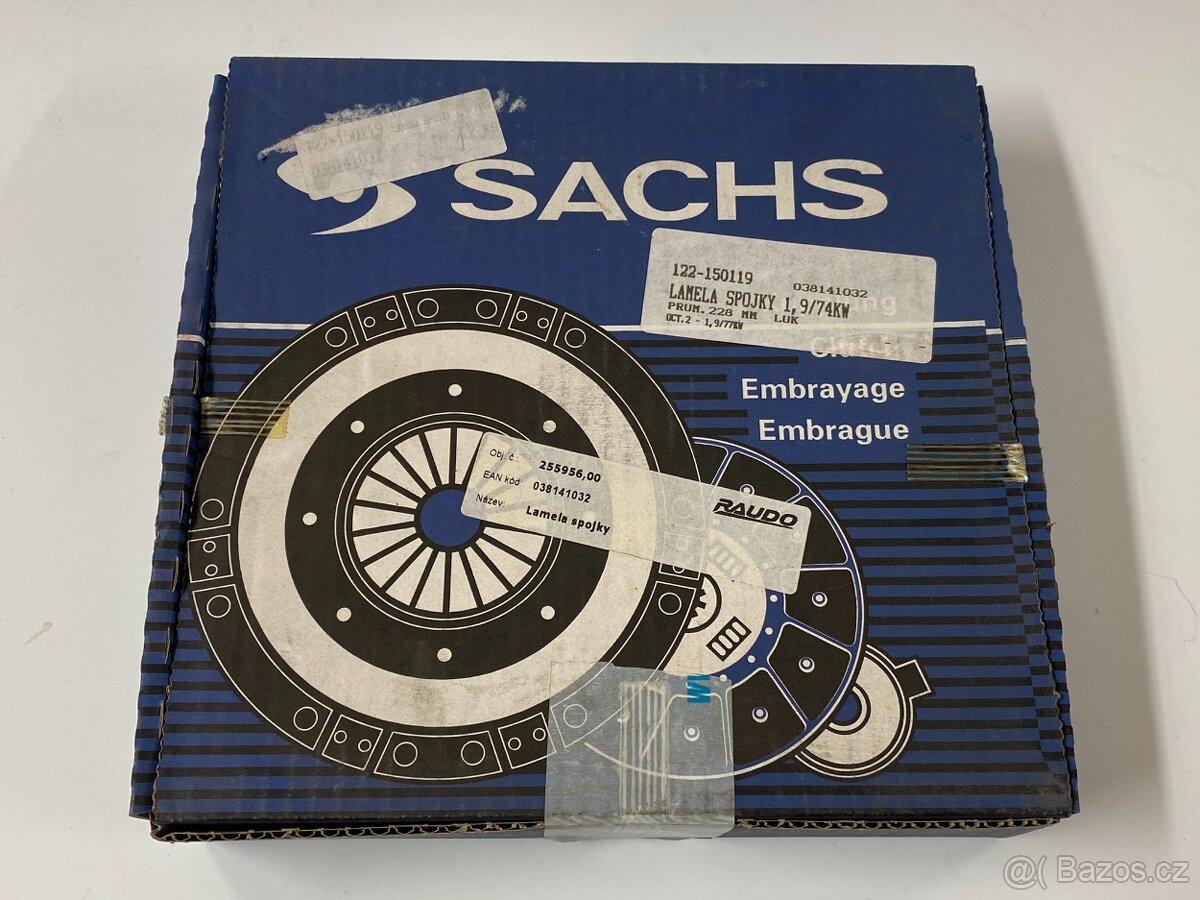 SACHS
122-150119 038141032
LAMELA SPOJKY 1,9/74KW
PRUM. 228 MM LUK
OCT.2 - 1,9/77KW
Embrayage
Embrague
Obj. č.: 255956,00
EAN kód 038141032
Název: Lamela spojky
RAUDO
Bazos.cz